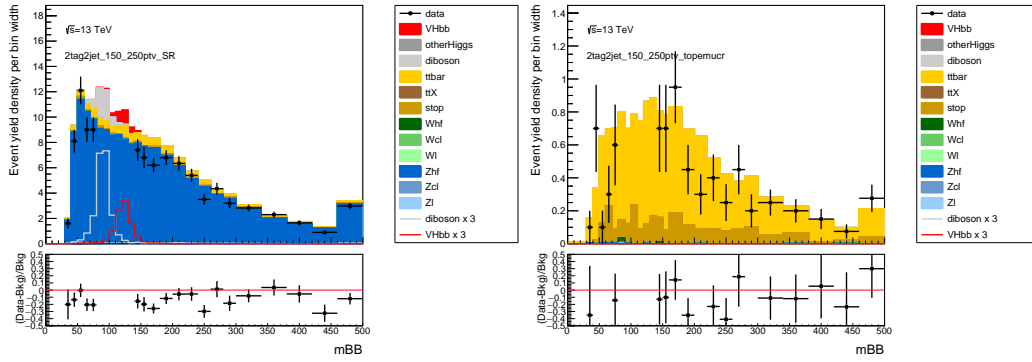 Event yield density per bin width
18
16
14
12
10
8
6
4
2
0
√s=13 TeV
2tag2jet_150_250ptv_SR
data
VHbb
otherHiggs
diboson
ttbar
ttX
stop
Whf
Wcl
Wl
Zhf
Zcl
Zl
diboson x 3
VHbb x 3
(Data-Bkg)/Bkg
0.5
0.4
0.3
0.2
0.1
0
-0.1
-0.2
-0.3
-0.4
-0.5
0 50 100 150 200 250 300 350 400 450 500
mBB
Event yield density per bin width
1.4
1.2
1
0.8
0.6
0.4
0.2
0
√s=13 TeV
2tag2jet_150_250ptv_topemucr
data
VHbb
otherHiggs
diboson
ttbar
ttX
stop
Whf
Wcl
Wl
Zhf
Zcl
Zl
diboson x 3
VHbb x 3
(Data-Bkg)/Bkg
0.5
0.4
0.3
0.2
0.1
0
-0.1
-0.2
-0.3
-0.4
-0.5
0 50 100 150 200 250 300 350 400 450 500
mBB